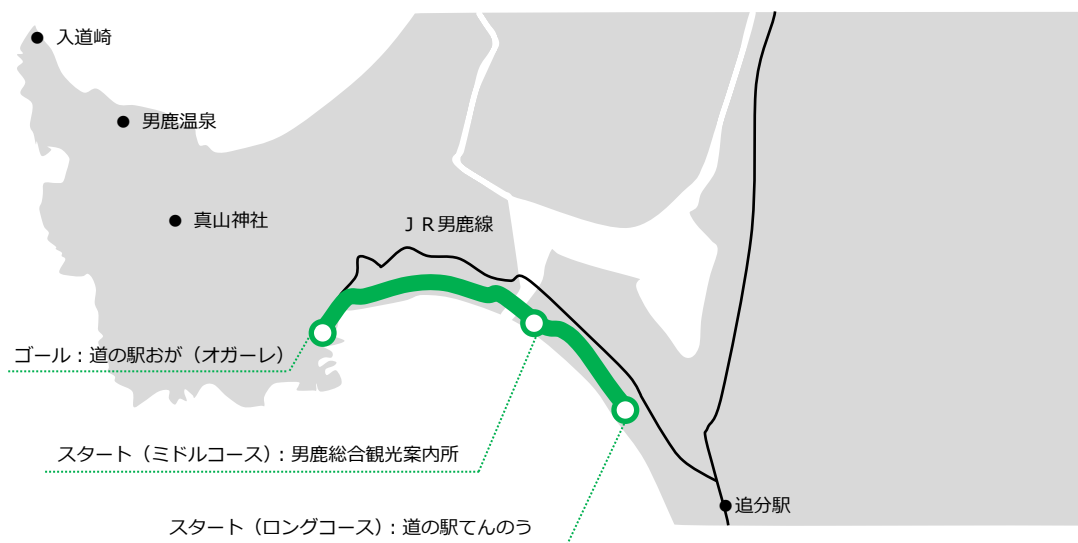 入道崎
男鹿温泉
真山神社
ＪＲ男鹿線
ゴール：道の駅おが（オガーレ）
スタート（ミドルコース）：男鹿総合観光案内所
追分駅
スタート（ロングコース）：道の駅てんのう